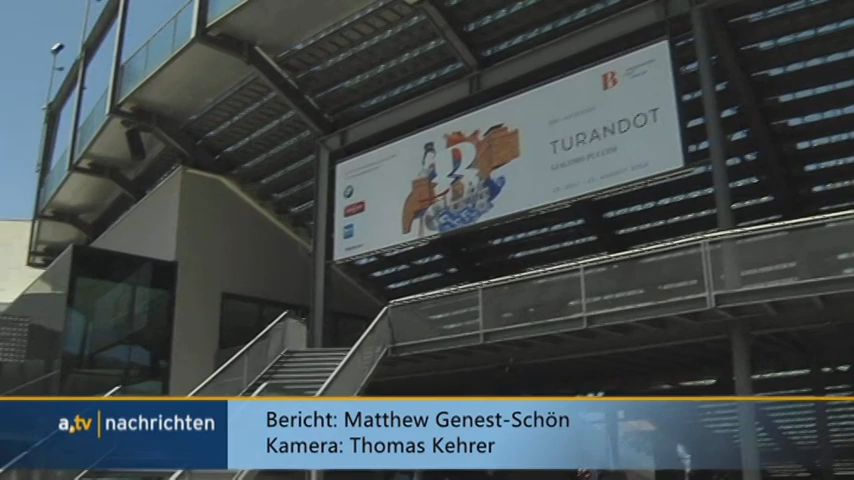 TURANDOT
GIACOMO PUCCINI
a.tv nachrichten
Bericht: Matthew Genest-Schön
Kamera: Thomas Kehrer